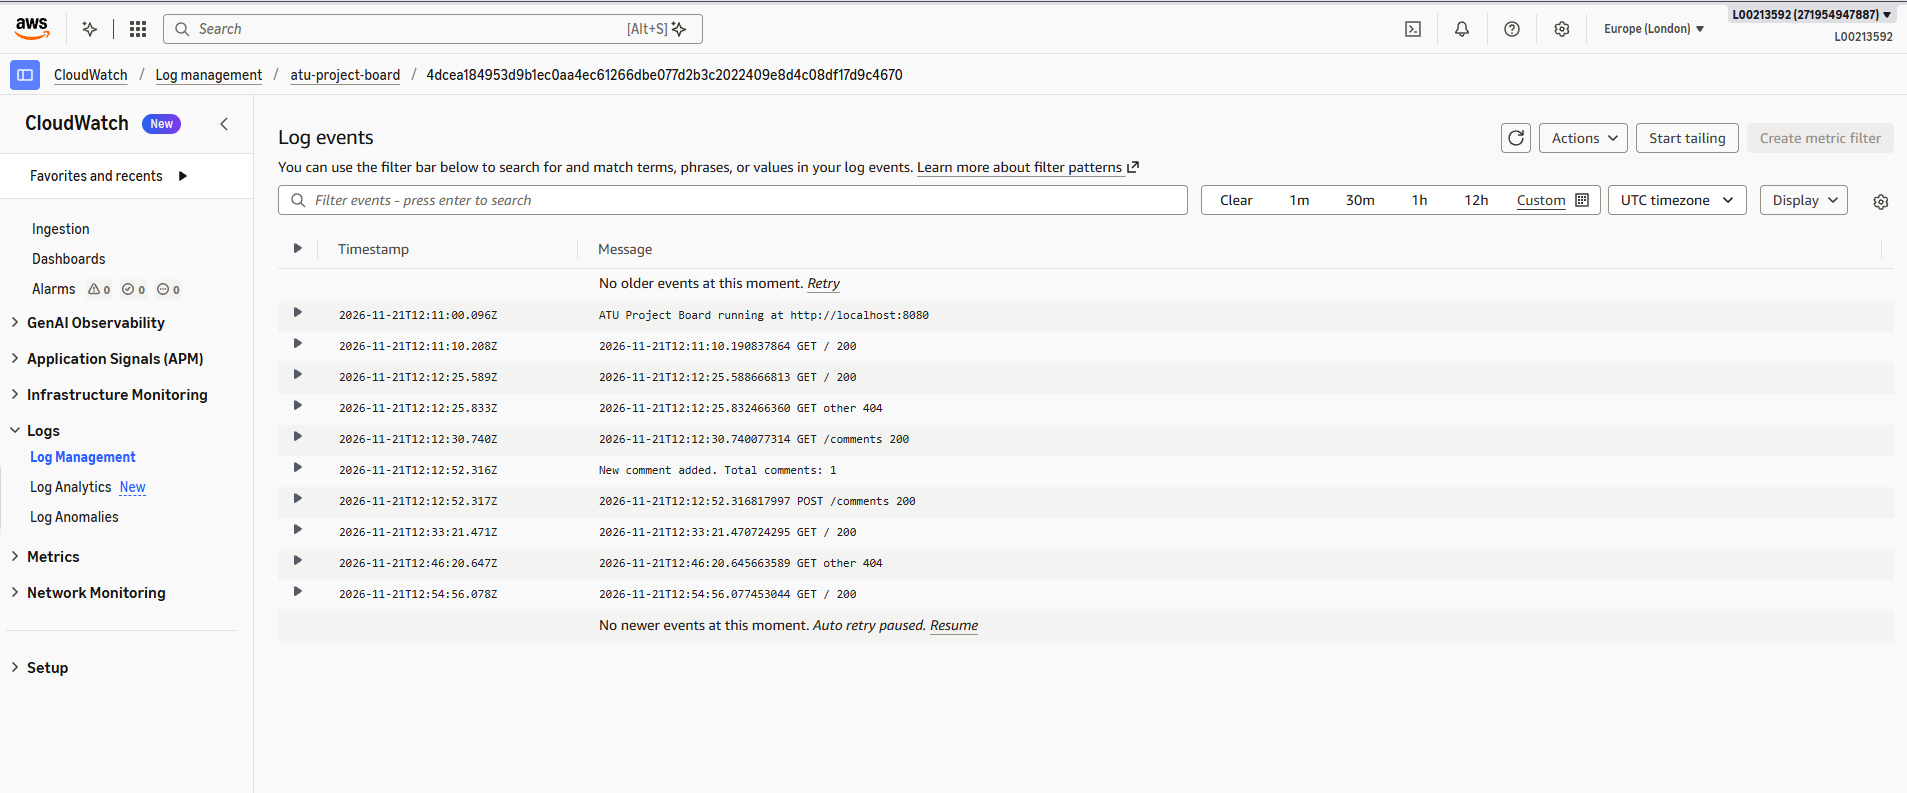 aws
Search [Alt+S]
Europe (London)
L00213592 (271954947887)
L00213592
CloudWatch / Log management / atu-project-board / 4dcea184953d9b1ec0aa4ec61266dbe077d2b3c2022409e8d4c08df17d9c4670
CloudWatch New
Favorites and recents
Ingestion
Dashboards
Alarms 0 0 0
GenAI Observability
Application Signals (APM)
Infrastructure Monitoring
Logs
Log Management
Log Analytics New
Log Anomalies
Metrics
Network Monitoring
Setup
Log events
Actions
Start tailing
Create metric filter
You can use the filter bar below to search for and match terms, phrases, or values in your log events. Learn more about filter patterns
Filter events - press enter to search
Clear 1m 30m 1h 12h Custom
UTC timezone
Display
Timestamp Message
No older events at this moment. Retry
2026-11-21T12:11:00.096Z ATU Project Board running at http://localhost:8080
2026-11-21T12:11:10.208Z 2026-11-21T12:11:10.190837864 GET / 200
2026-11-21T12:12:25.589Z 2026-11-21T12:12:25.588666813 GET / 200
2026-11-21T12:12:25.833Z 2026-11-21T12:12:25.832466360 GET other 404
2026-11-21T12:12:30.740Z 2026-11-21T12:12:30.740077314 GET /comments 200
2026-11-21T12:12:52.316Z New comment added. Total comments: 1
2026-11-21T12:12:52.317Z 2026-11-21T12:12:52.316817997 POST /comments 200
2026-11-21T12:33:21.471Z 2026-11-21T12:33:21.470724295 GET / 200
2026-11-21T12:46:20.647Z 2026-11-21T12:46:20.645663589 GET other 404
2026-11-21T12:54:56.078Z 2026-11-21T12:54:56.077453044 GET / 200
No newer events at this moment. Auto retry paused. Resume